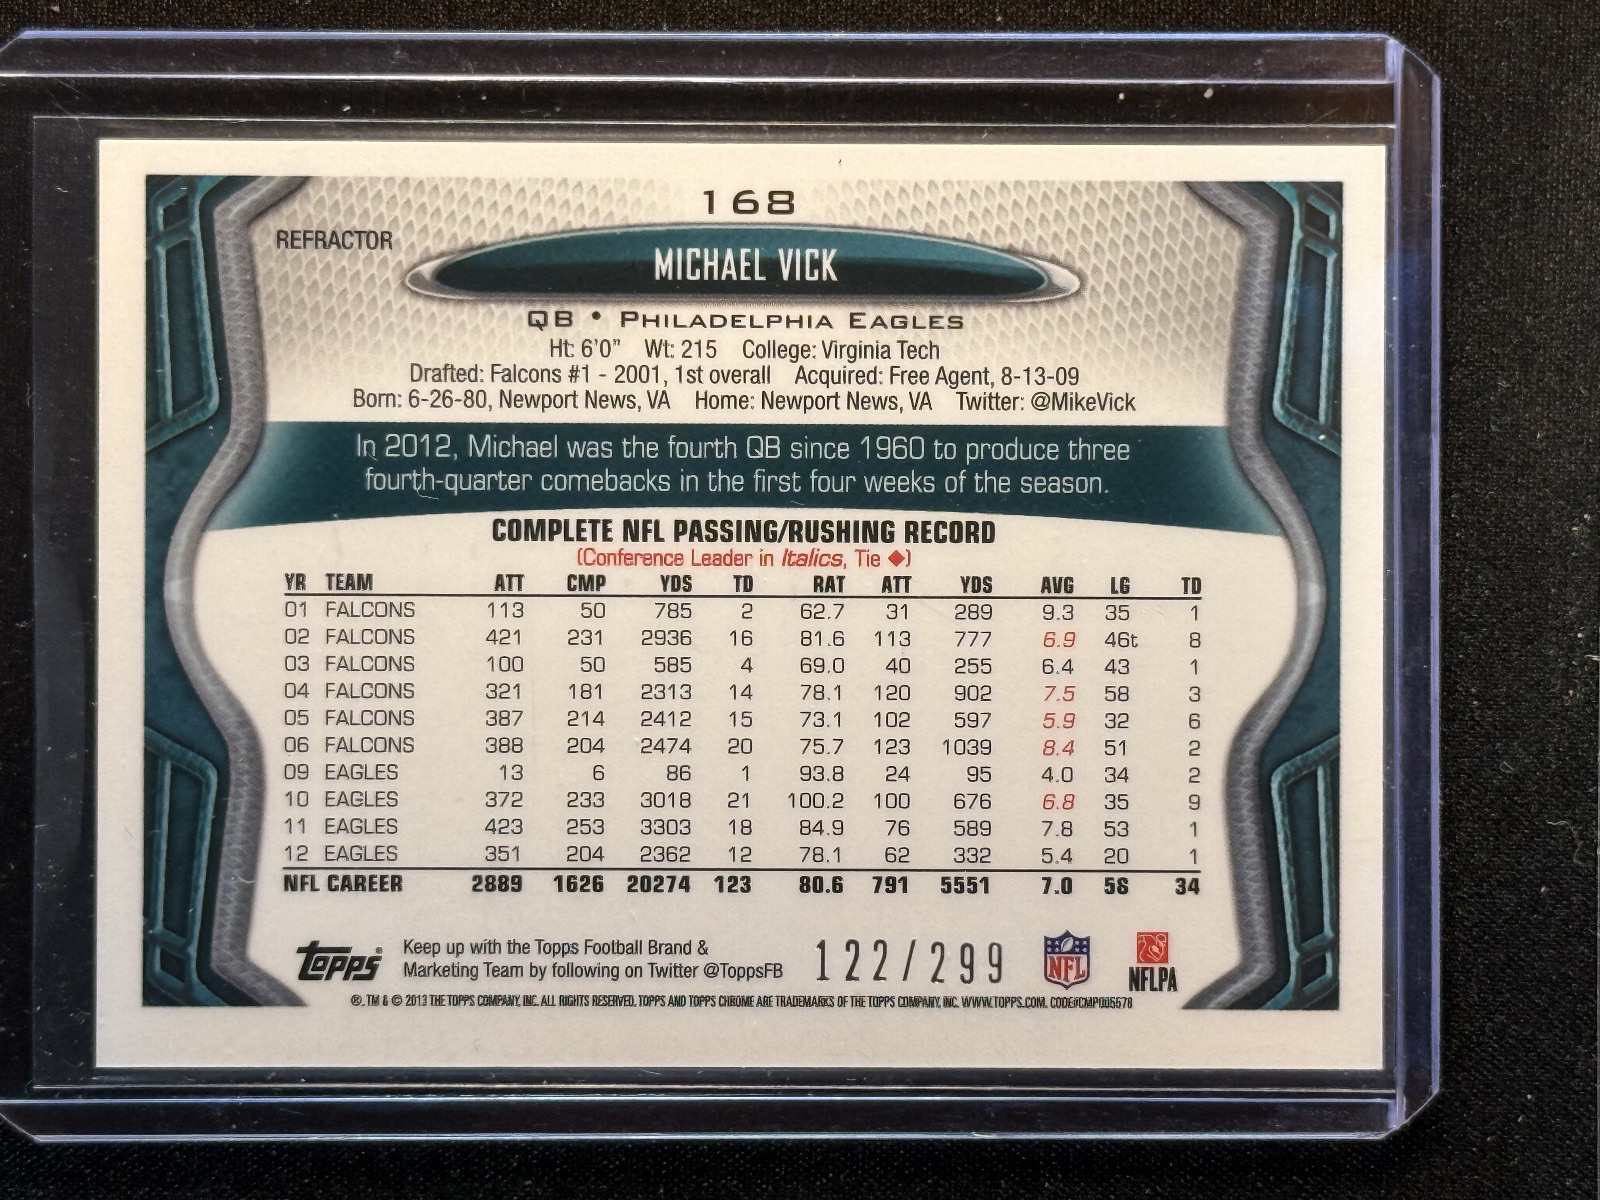 168
REFRACTOR
MICHAEL VICK
QB • PHILADELPHIA EAGLES
Ht: 6'0" Wt: 215 College: Virginia Tech
Drafted: Falcons #1 - 2001, 1st overall Acquired: Free Agent, 8-13-09
Born: 6-26-80, Newport News, VA Home: Newport News, VA Twitter: @MikeVick
In 2012, Michael was the fourth QB since 1960 to produce three
fourth-quarter comebacks in the first four weeks of the season.
COMPLETE NFL PASSING/RUSHING RECORD
(Conference Leader in Italics, Tie ◆)
YR TEAM ATT CMP YDS TD RAT ATT YDS AVG LG TD
01 FALCONS 113 50 785 2 62.7 31 289 9.3 35 1
02 FALCONS 421 231 2936 16 81.6 113 777 6.9 46t 8
03 FALCONS 100 50 585 4 69.0 40 255 6.4 43 1
04 FALCONS 321 181 2313 14 78.1 120 902 7.5 58 3
05 FALCONS 387 214 2412 15 73.1 102 597 5.9 32 6
06 FALCONS 388 204 2474 20 75.7 123 1039 8.4 51 2
09 EAGLES 13 6 86 1 93.8 24 95 4.0 34 2
10 EAGLES 372 233 3018 21 100.2 100 676 6.8 35 9
11 EAGLES 423 253 3303 18 84.9 76 589 7.8 53 1
12 EAGLES 351 204 2362 12 78.1 62 332 5.4 20 1
NFL CAREER 2889 1626 20274 123 80.6 791 5551 7.0 58 34
Topps® Keep up with the Topps Football Brand &
Marketing Team by following on Twitter @ToppsFB
122/299
NFL
NFLPA
®, TM & © 2013 THE TOPPS COMPANY, INC. ALL RIGHTS RESERVED. TOPPS AND TOPPS CHROME ARE TRADEMARKS OF THE TOPPS COMPANY, INC. WWW.TOPPS.COM. CODE#CMP005678